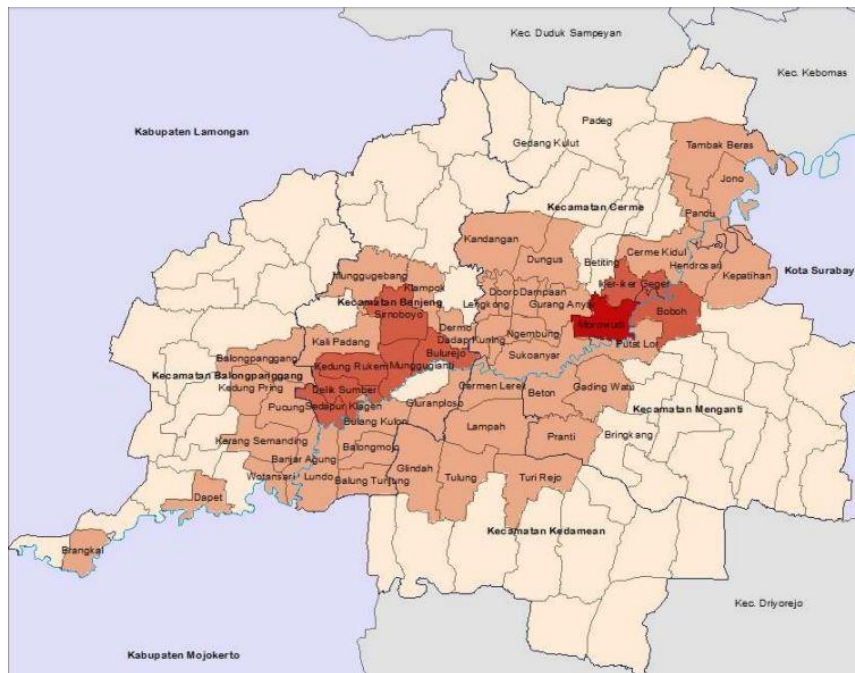 Kec. Duduk Sampeyan
Kec. Kebomas
Kabupaten Lamongan
Padeg
Gedang Kulut
Tambak Beras
Jono
Kecamatan Cerme
Pandu
Kandangan
Dungus
Betiting
Cerme Kidul
Hendrosari
Kepatihan
Kota Surabay
Munggugebang
Klampok
Iker-iker Geger
Kecamatan Benjeng
Sirnoboyo
Dooro
Dampaan
Lengkong
Gurang Anyar
Boboh
Morowudi
Dermo
Dadap Kuning
Ngembung
Putat Lor
Kali Padang
Bulurejo
Sukoanyar
Balongpanggang
Kedung Rukem
Munggugianti
Kecamatan Balongpanggang
Kedung Pring
Delik Sumber
Cermen Lerek
Beton
Gading Watu
Pucung
Sedapur Klagen
Gluranploso
Kecamatan Menganti
Bulang Kulon
Lampah
Bringkang
Karang Semanding
Balongmojo
Pranti
Banjar Agung
Glindah
Wotansari
Lundo
Balung Tunjung
Tulung
Turi Rejo
Dapet
Kecamatan Kedamean
Brangkal
Kec. Driyorejo
Kabupaten Mojokerto